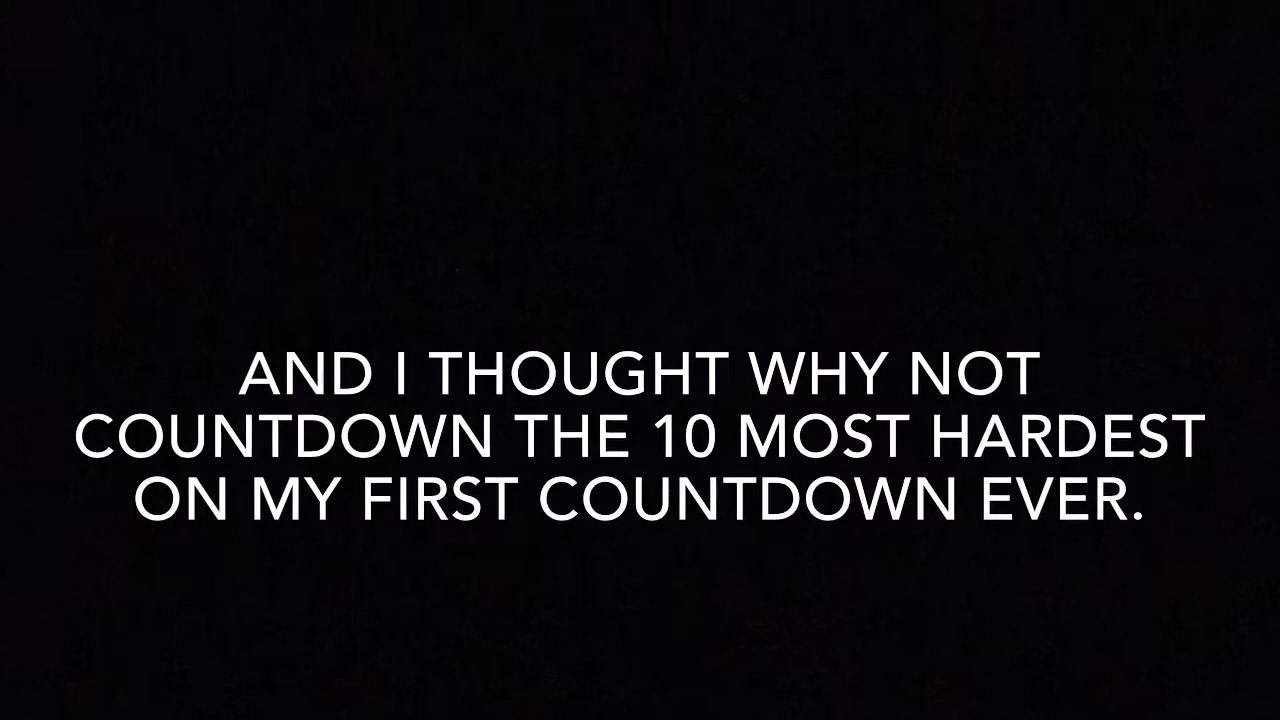 AND I THOUGHT WHY NOT
COUNTDOWN THE 10 MOST HARDEST
ON MY FIRST COUNTDOWN EVER.